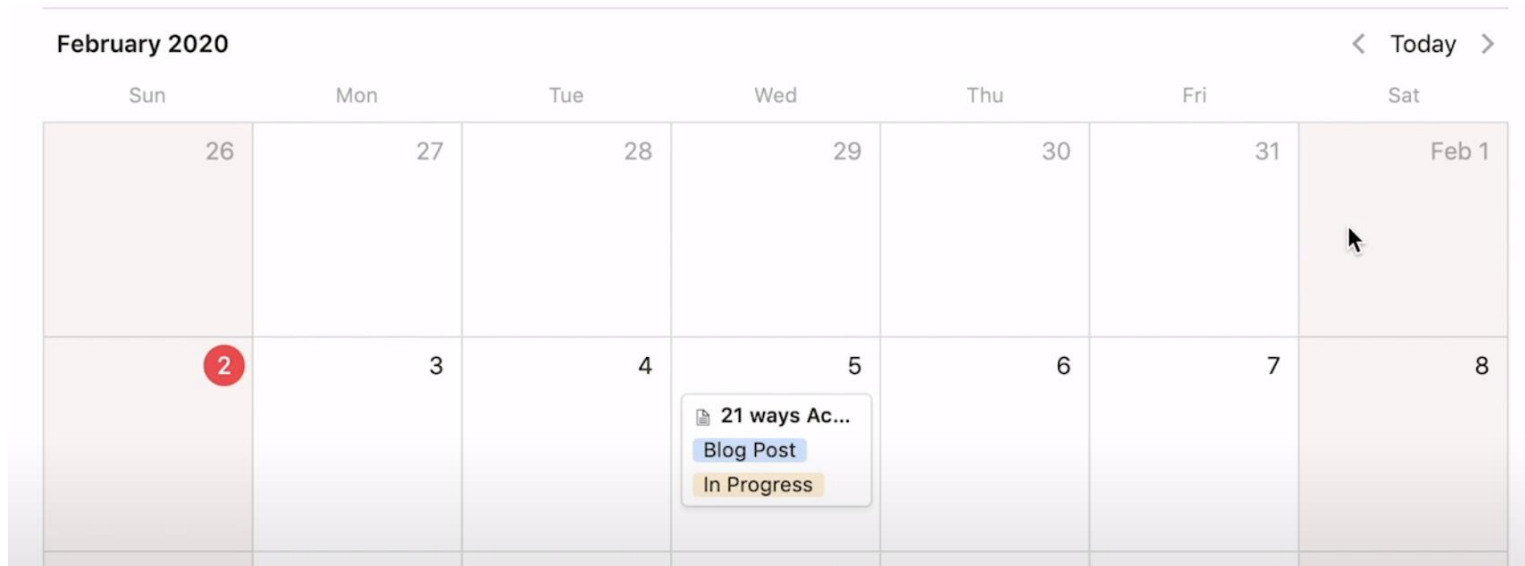 February 2020
< Today >
Sun Mon Tue Wed Thu Fri Sat
26 27 28 29 30 31 Feb 1
2 3 4 5 6 7 8
21 ways Ac...
Blog Post
In Progress